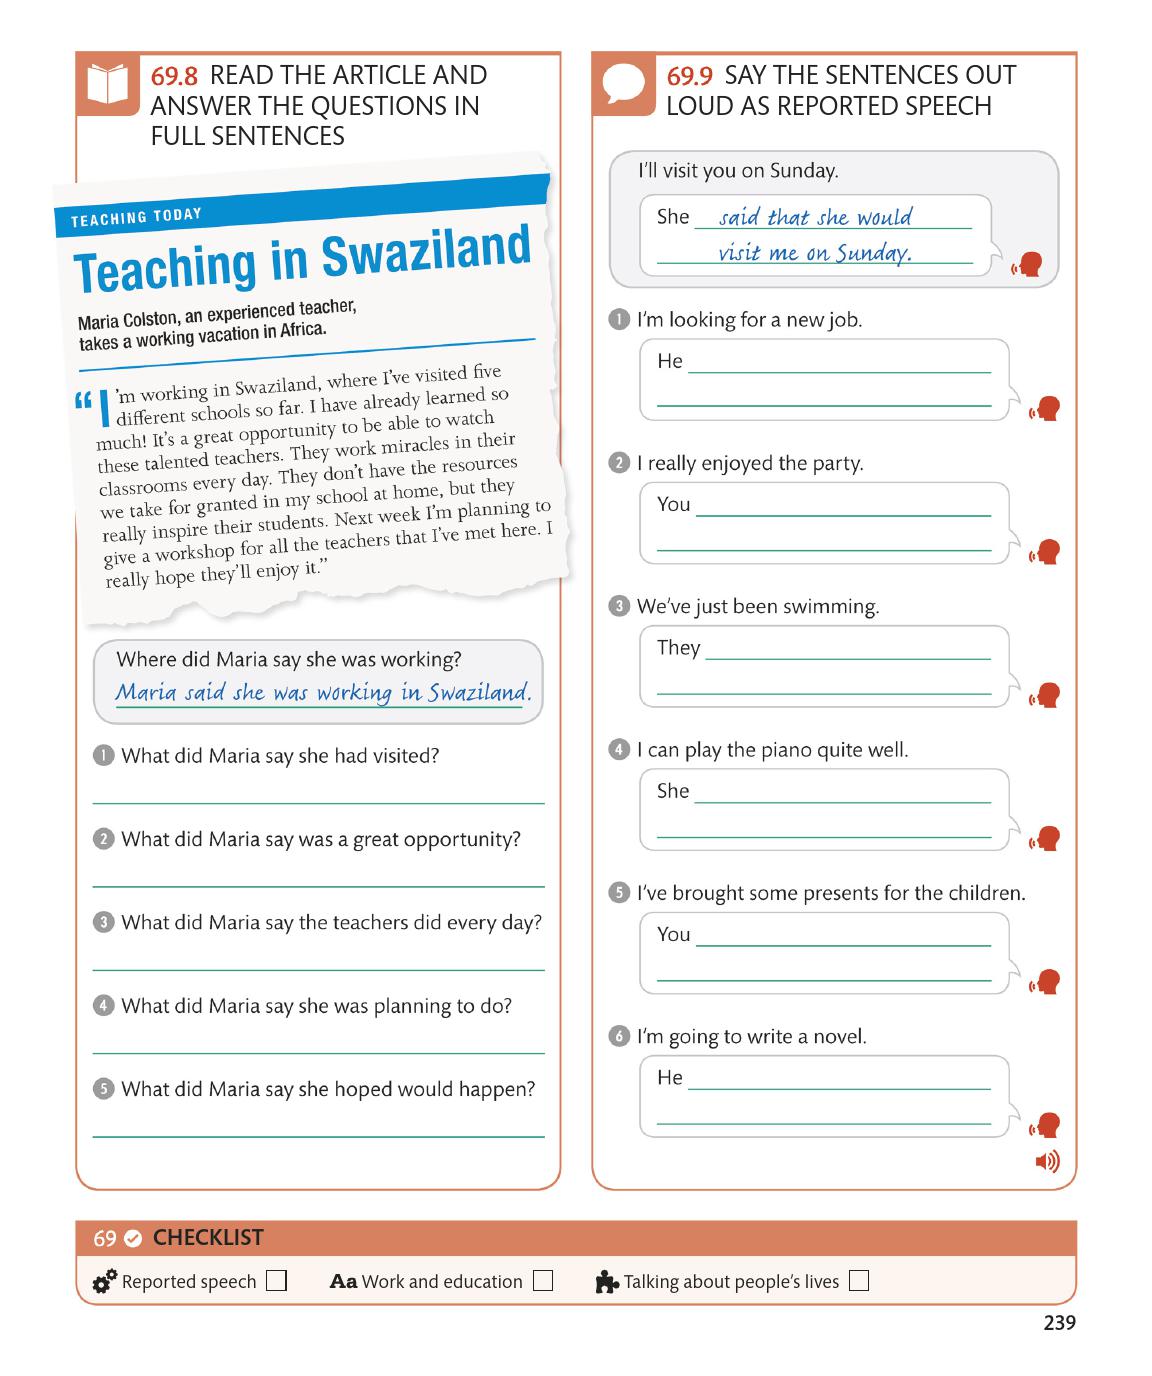 69.8 READ THE ARTICLE AND
ANSWER THE QUESTIONS IN
FULL SENTENCES
TEACHING TODAY
Teaching in Swaziland
Maria Colston, an experienced teacher,
takes a working vacation in Africa.
“I’m working in Swaziland, where I’ve visited five
different schools so far. I have already learned so
much! It’s a great opportunity to be able to watch
these talented teachers. They work miracles in their
classrooms every day. They don’t have the resources
we take for granted in my school at home, but they
really inspire their students. Next week I’m planning to
give a workshop for all the teachers that I’ve met here. I
really hope they’ll enjoy it.”
Where did Maria say she was working?
Maria said she was working in Swaziland.
1 What did Maria say she had visited?
2 What did Maria say was a great opportunity?
3 What did Maria say the teachers did every day?
4 What did Maria say she was planning to do?
5 What did Maria say she hoped would happen?
69.9 SAY THE SENTENCES OUT
LOUD AS REPORTED SPEECH
I’ll visit you on Sunday.
She said that she would
visit me on Sunday.
1 I’m looking for a new job.
He
2 I really enjoyed the party.
You
3 We’ve just been swimming.
They
4 I can play the piano quite well.
She
5 I’ve brought some presents for the children.
You
6 I’m going to write a novel.
He
69 CHECKLIST
Reported speech Aa Work and education Talking about people’s lives
239